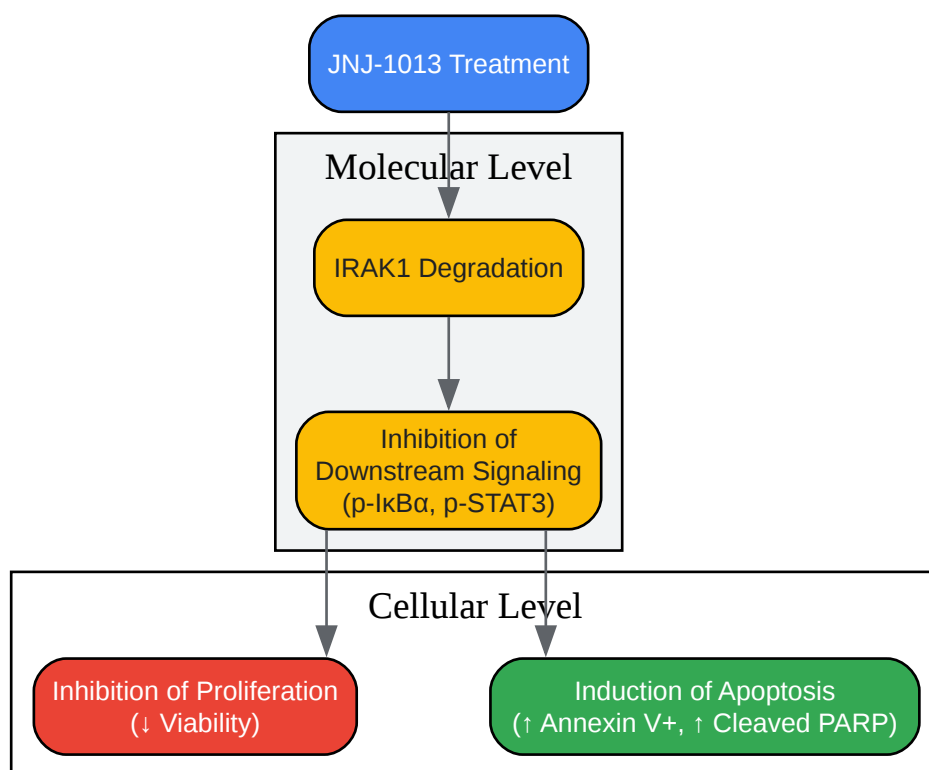 JNJ-1013 Treatment
Molecular Level
IRAK1 Degradation
Inhibition of
Downstream Signaling
(p-IκBα, p-STAT3)
Cellular Level
Inhibition of Proliferation
(↓ Viability)
Induction of Apoptosis
(↑ Annexin V+, ↑ Cleaved PARP)